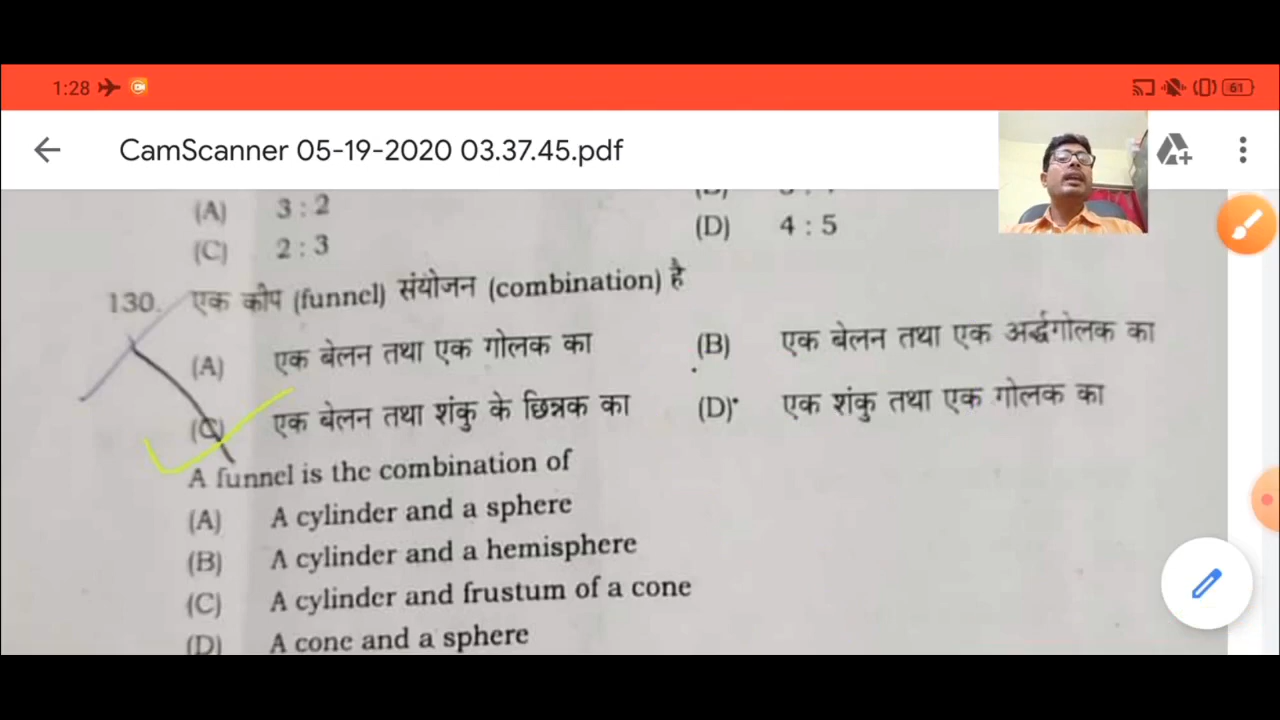 1:28
61
CamScanner 05-19-2020 03.37.45.pdf
(A) 3 : 2
(C) 2 : 3 (D) 4 : 5
130. एक कीप (funnel) संयोजन (combination) है
(A) एक बेलन तथा एक गोलक का (B) एक बेलन तथा एक अर्द्धगोलक का
(C) एक बेलन तथा शंकु के छिन्नक का (D) एक शंकु तथा एक गोलक का
A funnel is the combination of
(A) A cylinder and a sphere
(B) A cylinder and a hemisphere
(C) A cylinder and frustum of a cone
(D) A cone and a sphere